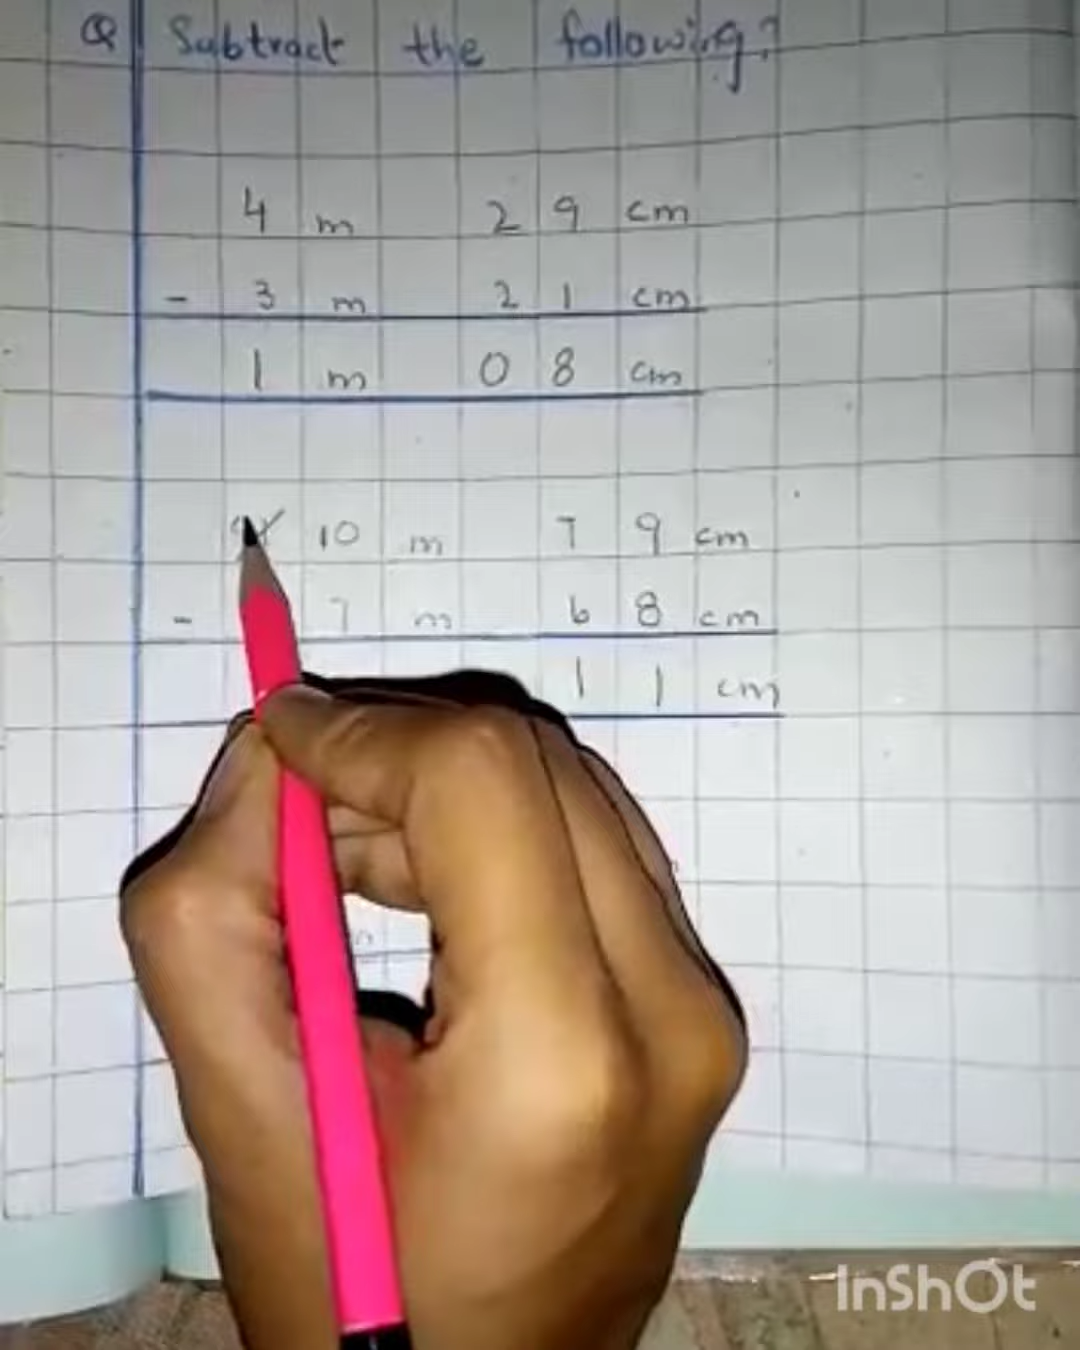 Q Subtract the following?
4 m 29 cm
- 3 m 21 cm
1 m 08 cm
10 m 79 cm
- 7 m 68 cm
11 cm
InShOt